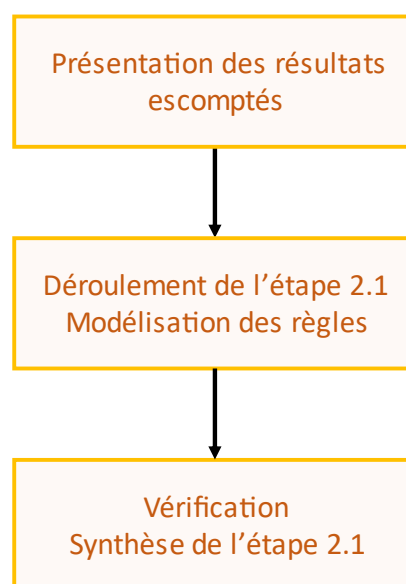 Présentation des résultats
escomptés
Déroulement de l’étape 2.1
Modélisation des règles
Vérification
Synthèse de l’étape 2.1